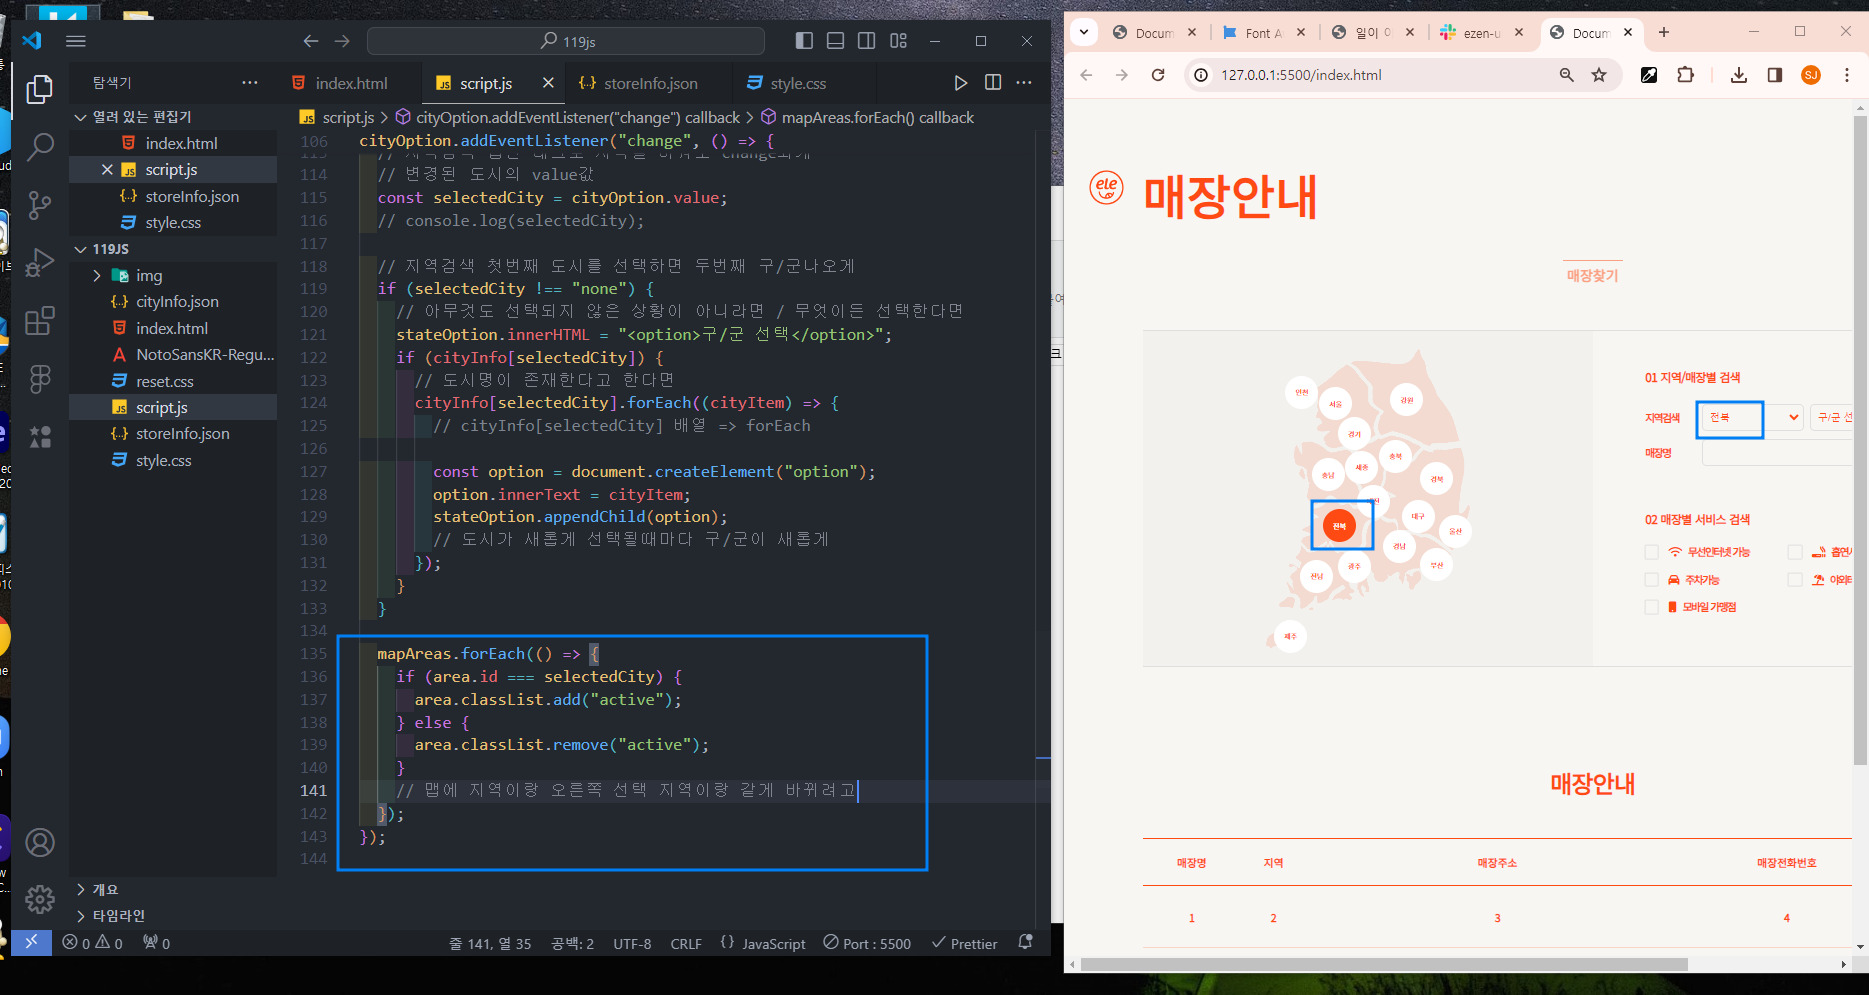 119js
탐색기
index.html
script.js
storeInfo.json
style.css
열려 있는 편집기
index.html
script.js
storeInfo.json
style.css
119JS
img
cityInfo.json
index.html
NotoSansKR-Regu...
reset.css
script.js
storeInfo.json
style.css
개요
타임라인
script.js > cityOption.addEventListener("change") callback > mapAreas.forEach() callback
106 cityOption.addEventListener("change", () => {
114 // 변경된 도시의 value값
115 const selectedCity = cityOption.value;
116 // console.log(selectedCity);
117
118 // 지역검색 첫번째 도시를 선택하면 두번째 구/군나오게
119 if (selectedCity !== "none") {
120 // 아무것도 선택되지 않은 상황이 아니라면 / 무엇이든 선택한다면
121 stateOption.innerHTML = "<option>구/군 선택</option>";
122 if (cityInfo[selectedCity]) {
123 // 도시명이 존재한다고 한다면
124 cityInfo[selectedCity].forEach((cityItem) => {
125 // cityInfo[selectedCity] 배열 => forEach
126
127 const option = document.createElement("option");
128 option.innerText = cityItem;
129 stateOption.appendChild(option);
130 // 도시가 새롭게 선택될때마다 구/군이 새롭게
131 });
132 }
133 }
134
135 mapAreas.forEach(() => {
136 if (area.id === selectedCity) {
137 area.classList.add("active");
138 } else {
139 area.classList.remove("active");
140 }
141 // 맵에 지역이랑 오른쪽 선택 지역이랑 같게 바뀌려고
142 });
143 });
144
0 0 0
줄 141, 열 35 공백: 2 UTF-8 CRLF {} JavaScript Port : 5500 Prettier
Docum
Font A
일이 이
ezen-u
Docum
127.0.0.1:5500/index.html
SJ
ele
매장안내
매장찾기
인천
서울
강원
경기
충남
세종
충북
경북
전북
대구
울산
경남
전남
광주
부산
제주
01 지역/매장별 검색
지역검색 전북 구/군 선
매장명
02 매장별 서비스 검색
무선인터넷 가능
주차가능
모바일 가맹점
매장안내
매장명 지역 매장주소 매장전화번호
1 2 3 4